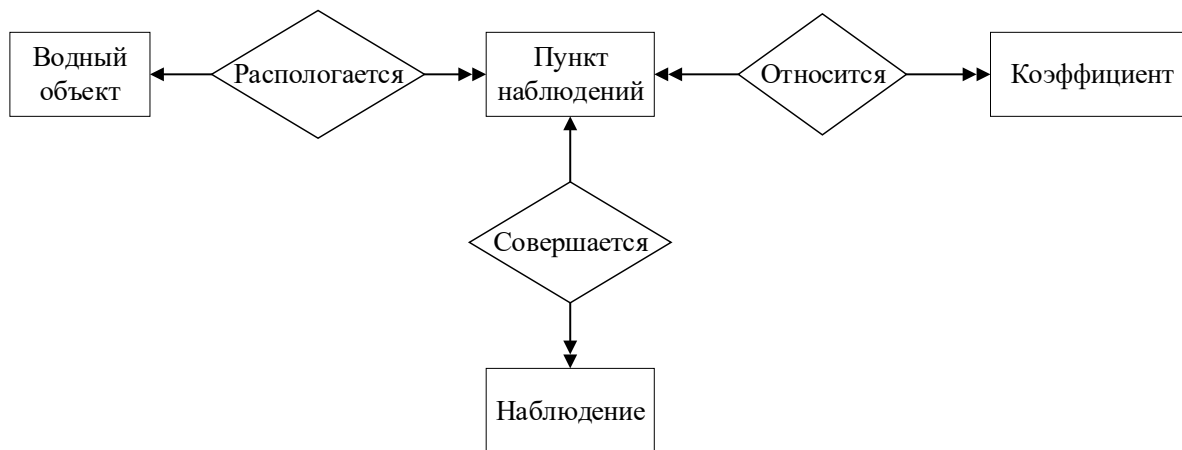 Водный
объект
Распологается
Пункт
наблюдений
Относится
Коэффициент
Совершается
Наблюдение